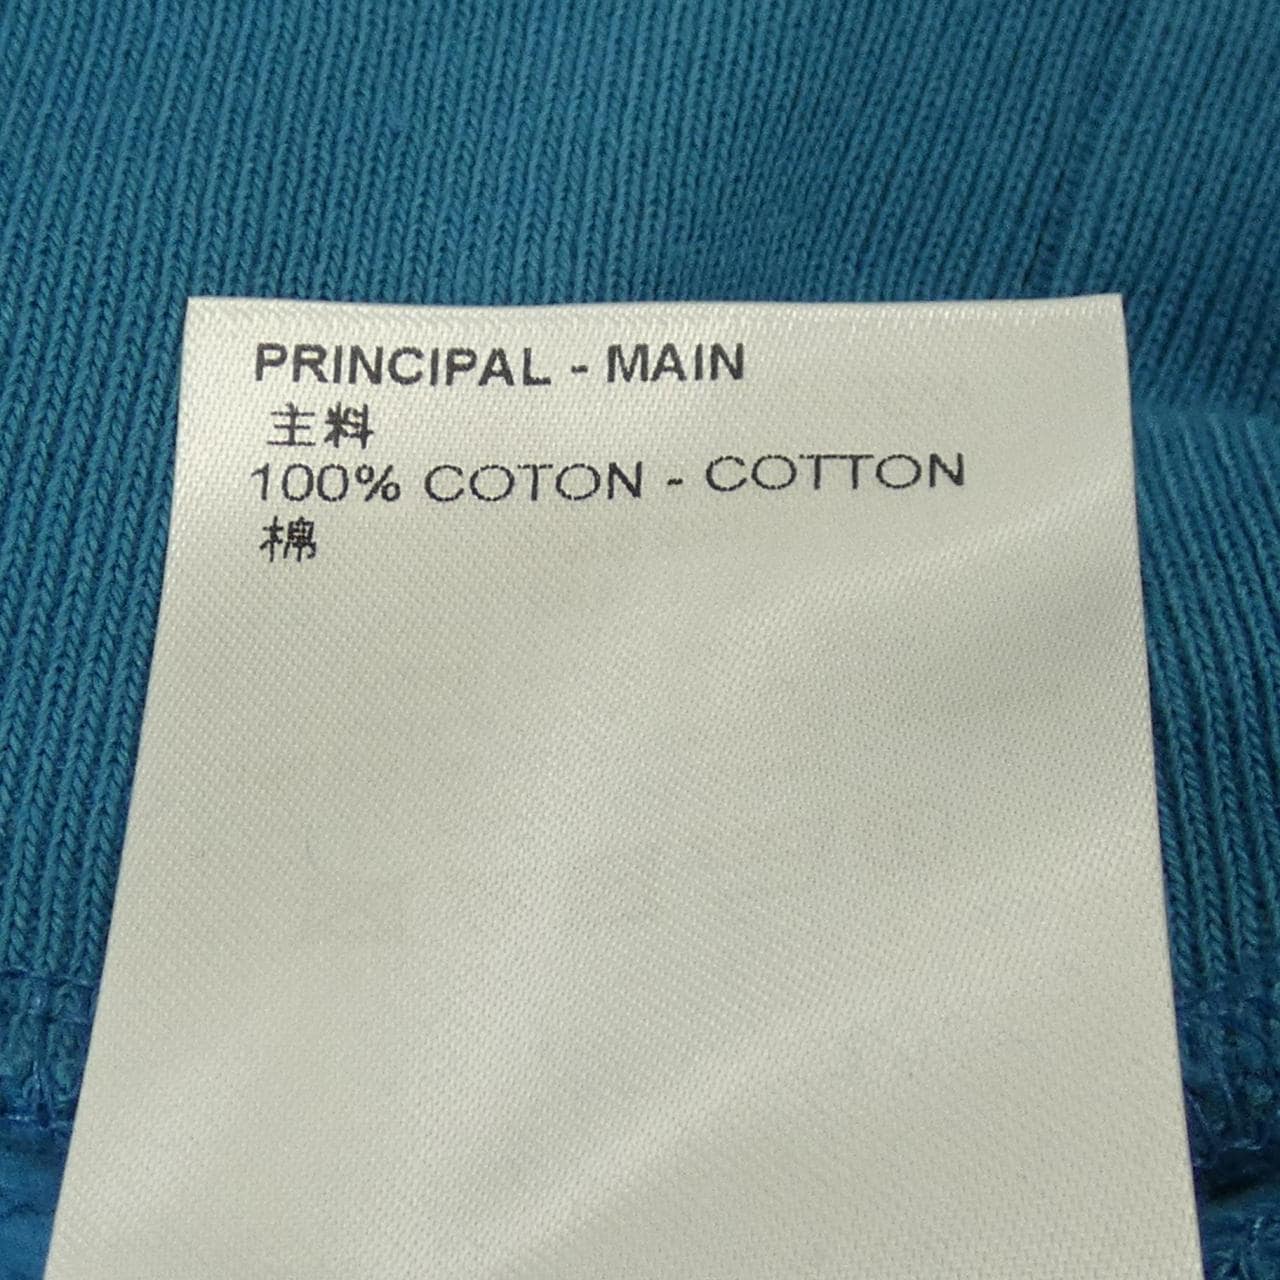 PRINCIPAL - MAIN
主料
100% COTON - COTTON
棉